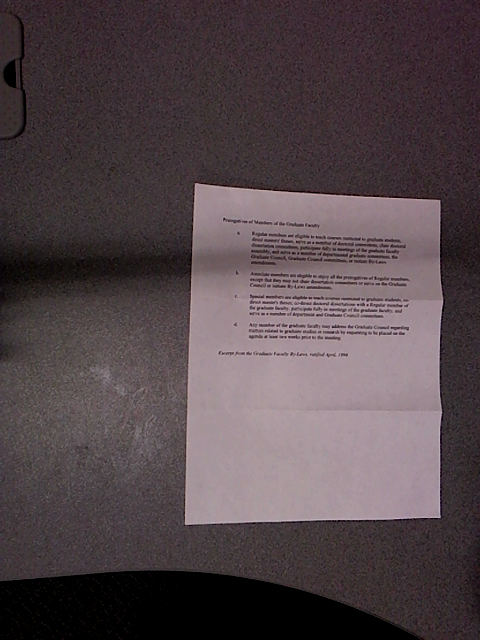 Prerogatives of Members of the Graduate Faculty
a. Regular members are eligible to teach courses restricted to graduate students,
direct masters' theses, serve as a member of doctoral committees, chair doctoral
dissertation committees, participate fully in meetings of the graduate faculty
assembly, and serve as a member of departmental graduate committees, the
Graduate Council, Graduate Council committees, or initiate By-Laws
amendments.
b. Associate members are eligible to enjoy all the prerogatives of Regular members,
except that they may not chair dissertation committees or serve on the Graduate
Council or initiate By-Laws amendments.
c. Special members are eligible to teach courses restricted to graduate students, co-
direct master's theses, co-direct doctoral dissertations with a Regular member of
the graduate faculty, participate fully in meetings of the graduate faculty, and
serve as a member of department and Graduate Council committees.
d. Any member of the graduate faculty may address the Graduate Council regarding
matters related to graduate studies or research by requesting to be placed on the
agenda at least two weeks prior to the meeting.
Excerpt from the Graduate Faculty By-Laws, ratified April, 1998